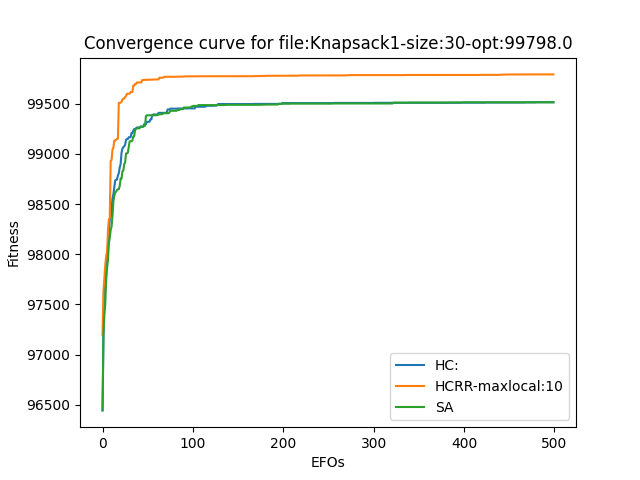 Convergence curve for file:Knapsack1-size:30-opt:99798.0
Fitness
99500
99000
98500
98000
97500
97000
96500
0 100 200 300 400 500
EFOs
HC:
HCRR-maxlocal:10
SA